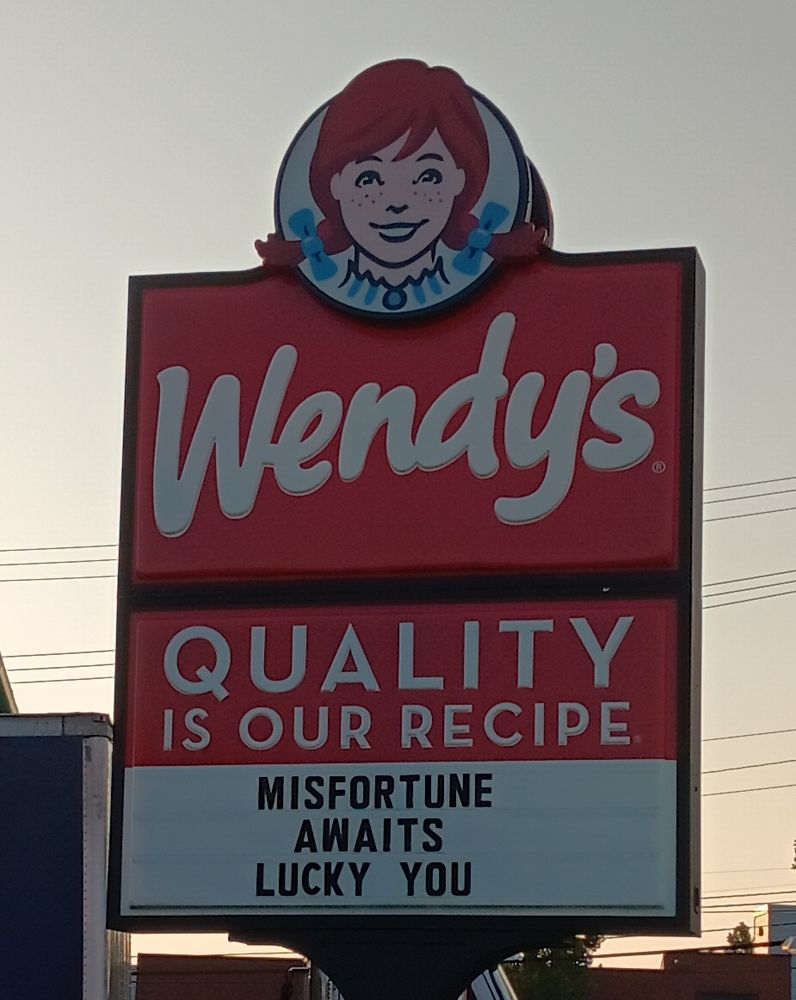 Wendy's®
QUALITY
IS OUR RECIPE
MISFORTUNE
AWAITS
LUCKY YOU